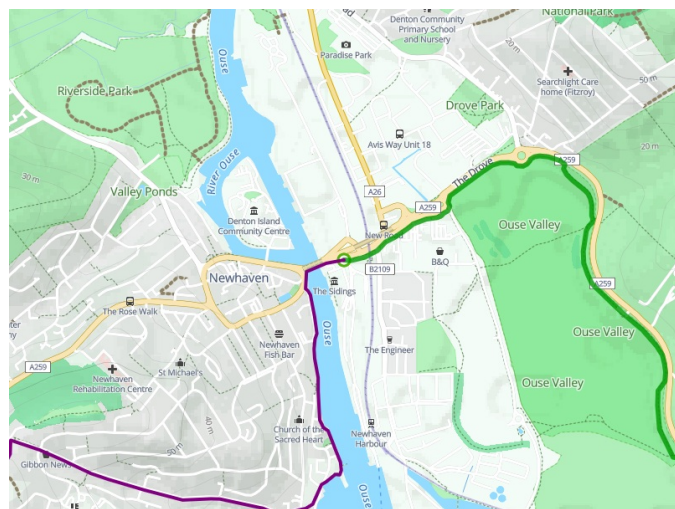 Denton Community
Primary School
and Nursery
National Park
Ouse
Paradise Park
20 m
50 m
Searchlight Care
home (Fitzroy)
Riverside Park
Drove Park
Avis Way Unit 18
20 m
30 m
River Ouse
The Drove
A259
Valley Ponds
A26
A259
Denton Island
Community Centre
New Road
Ouse Valley
B&Q
B2109
Newhaven
The Sidings
A259
The Rose Walk
Ouse
Ouse Valley
Newhaven
Fish Bar
The Engineer
A259
St Michael's
Newhaven
Rehabilitation Centre
Ouse Valley
40 m
Church of the
Sacred Heart
Newhaven
Harbour
50 m
Gibbon News
Ouse